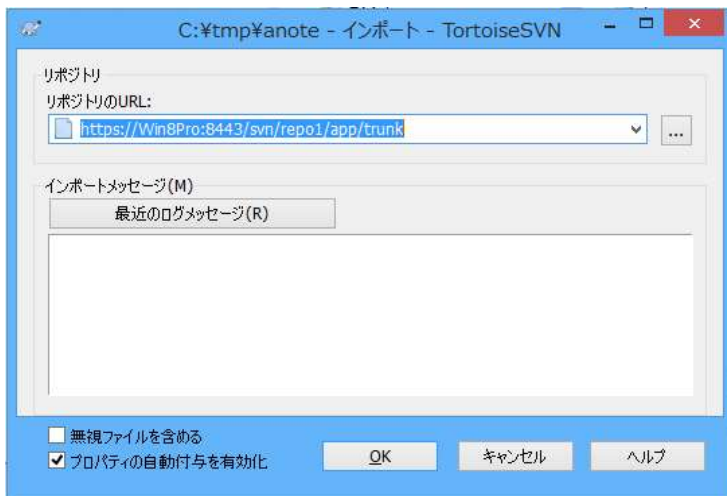 C:¥tmp¥anote - インポート - TortoiseSVN
リポジトリ
リポジトリのURL:
https://Win8Pro:8443/svn/repo1/app/trunk
...
インポートメッセージ(M)
最近のログメッセージ(R)
無視ファイルを含める
プロパティの自動付与を有効化
OK
キャンセル
ヘルプ